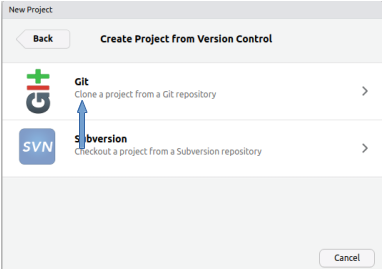 New Project
Back
Create Project from Version Control
git
Git
Clone a project from a Git repository
SVN
Subversion
Checkout a project from a Subversion repository
Cancel